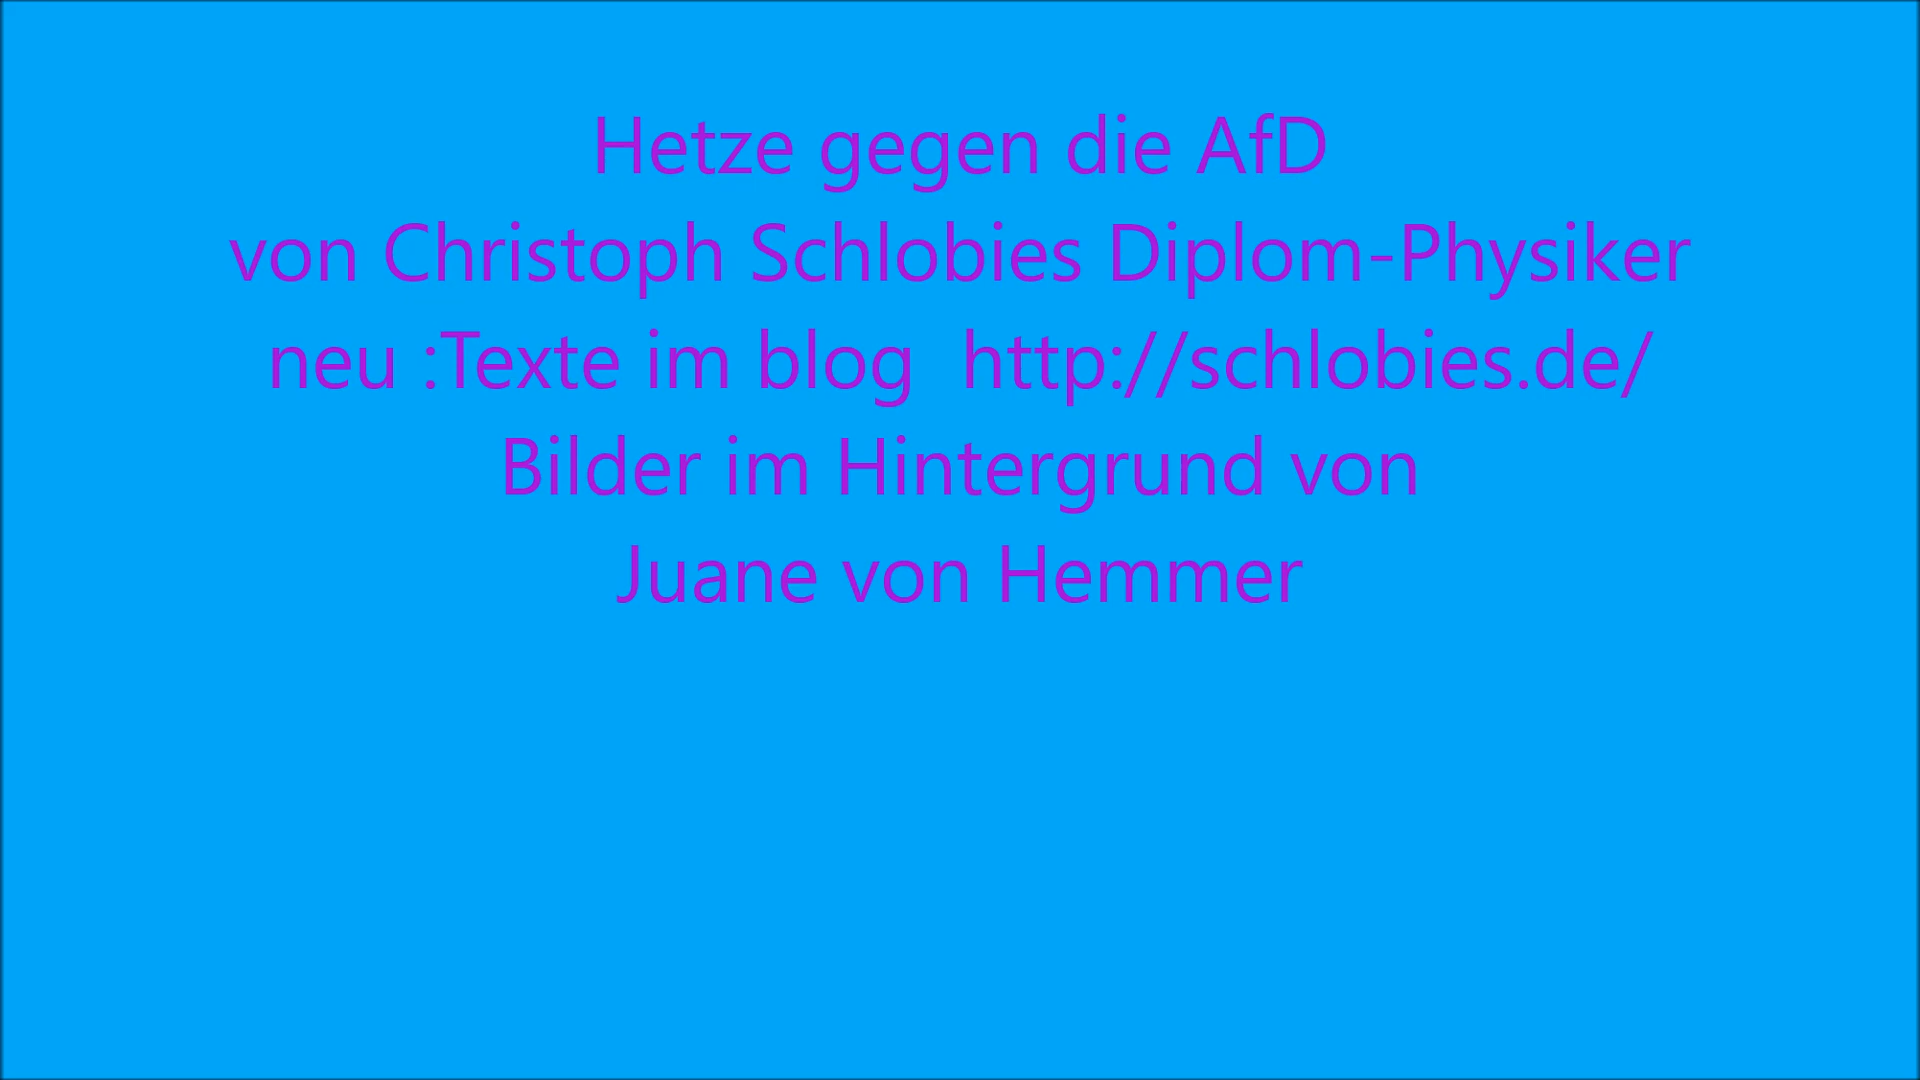 Hetze gegen die AfD
von Christoph Schlobies Diplom-Physiker
neu :Texte im blog  http://schlobies.de/
Bilder im Hintergrund von
Juane von Hemmer